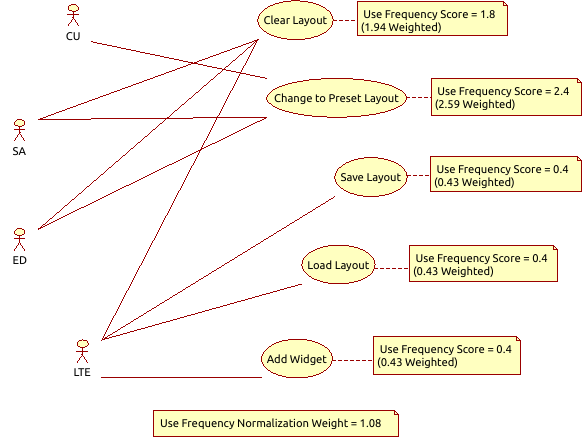 CU
Clear Layout
Use Frequency Score = 1.8
(1.94 Weighted)
Change to Preset Layout
Use Frequency Score = 2.4
(2.59 Weighted)
SA
Save Layout
Use Frequency Score = 0.4
(0.43 Weighted)
ED
Load Layout
Use Frequency Score = 0.4
(0.43 Weighted)
LTE
Add Widget
Use Frequency Score = 0.4
(0.43 Weighted)
Use Frequency Normalization Weight = 1.08